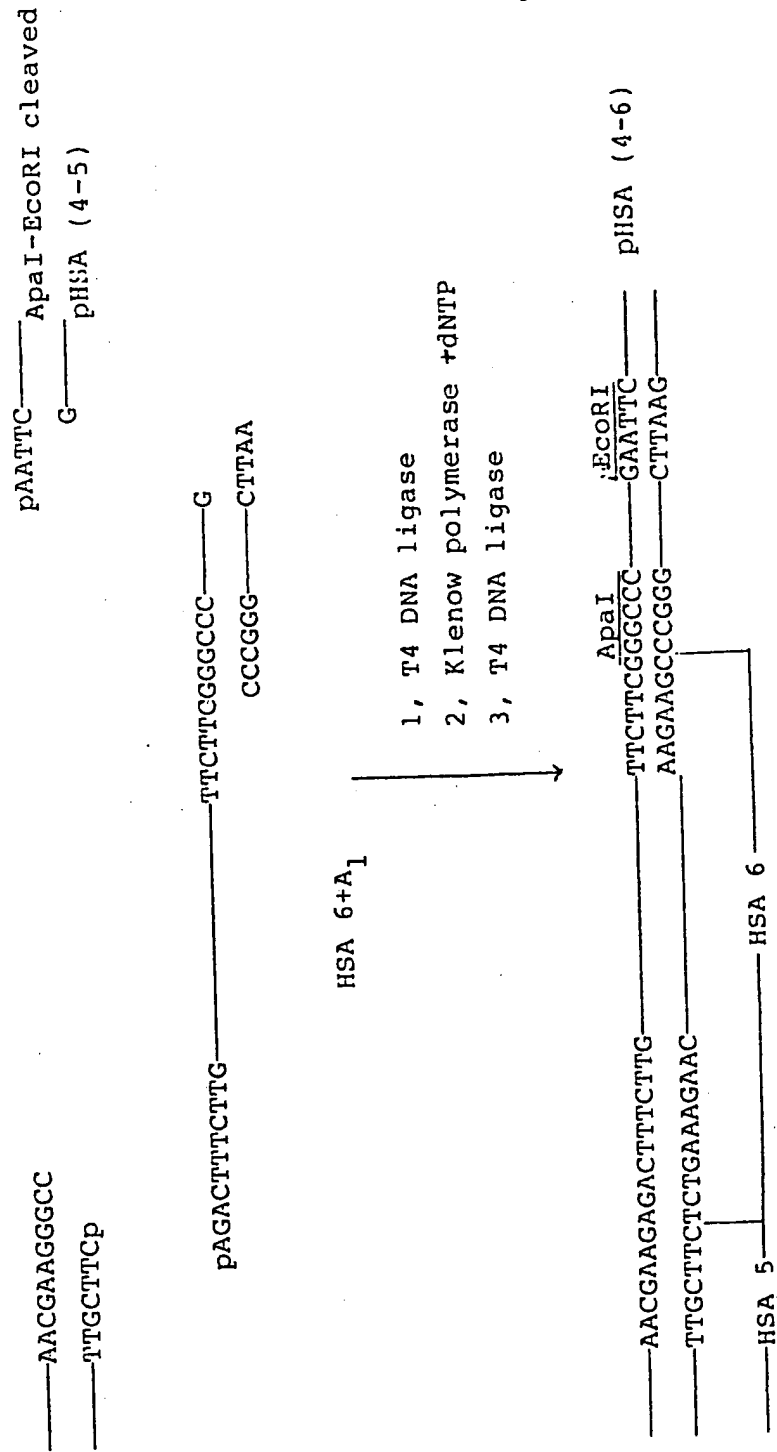 AACGAAGGGCC
TTGCTTCp
pAATTC
ApaI-EcoRI cleaved
G
pHSA (4-5)
pAGACTTTCTTG
TTCTTCGGGCCC
G
CCCGGG
CTTAA
HSA 6+A1
1, T4 DNA ligase
2, Klenow polymerase +dNTP
3, T4 DNA ligase
ApaI
EcoRI
AACGAAGAGACTTTCTTG
TTCTTCGGGCCC
GAATTC
TTGCTTCTCTGAAAGAAC
AAGAAGCCCGGG
CTTAAG
pHSA (4-6)
HSA 5
HSA 6